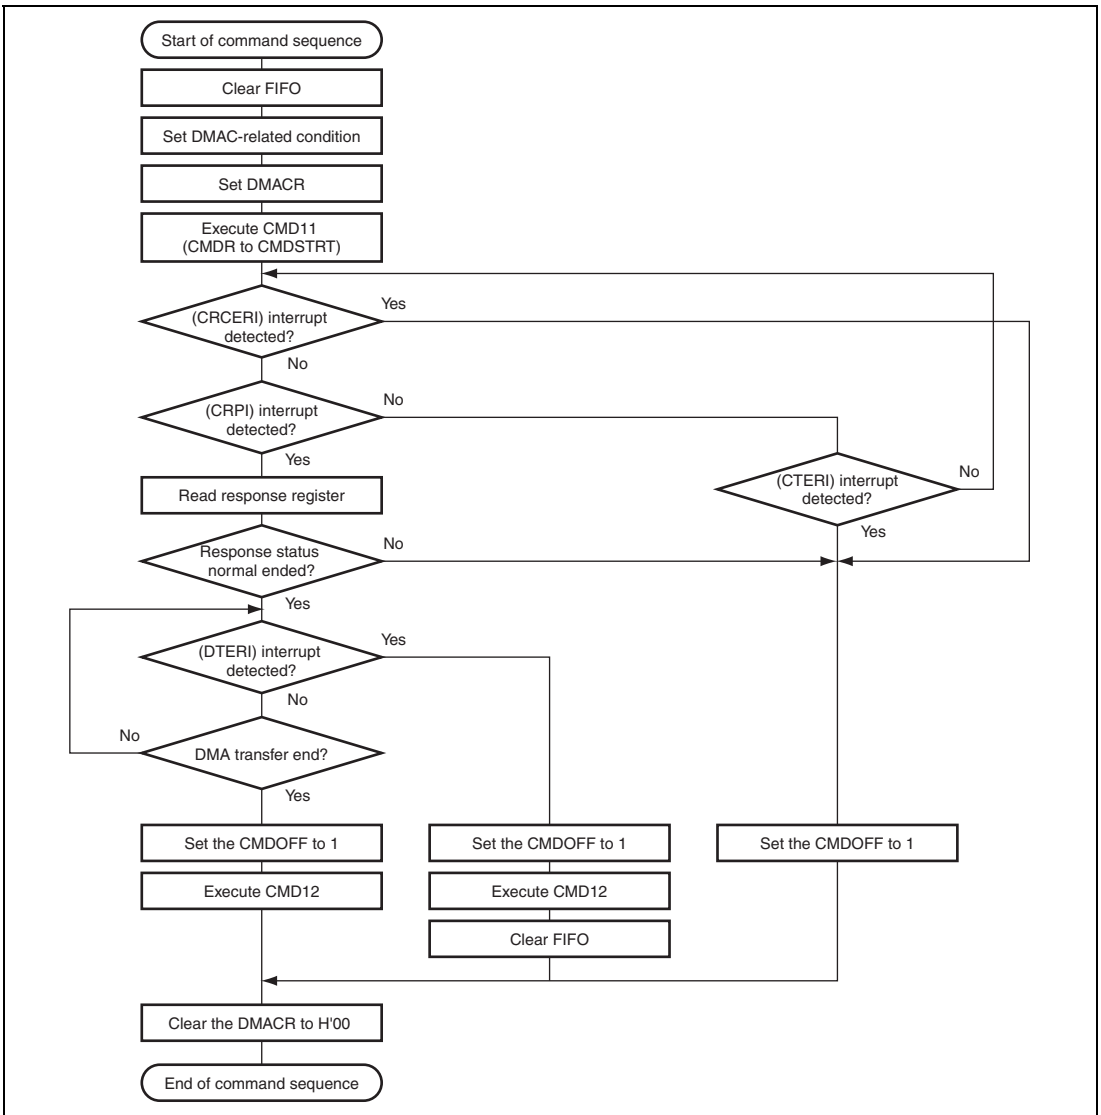 Start of command sequence
Clear FIFO
Set DMAC-related condition
Set DMACR
Execute CMD11
(CMDR to CMDSTRT)
(CRCERI) interrupt
detected?
Yes
No
(CRPI) interrupt
detected?
No
Yes
(CTERI) interrupt
detected?
No
Yes
Read response register
Response status
normal ended?
No
Yes
(DTERI) interrupt
detected?
Yes
No
DMA transfer end?
No
Yes
Set the CMDOFF to 1
Set the CMDOFF to 1
Set the CMDOFF to 1
Execute CMD12
Execute CMD12
Clear FIFO
Clear the DMACR to H'00
End of command sequence